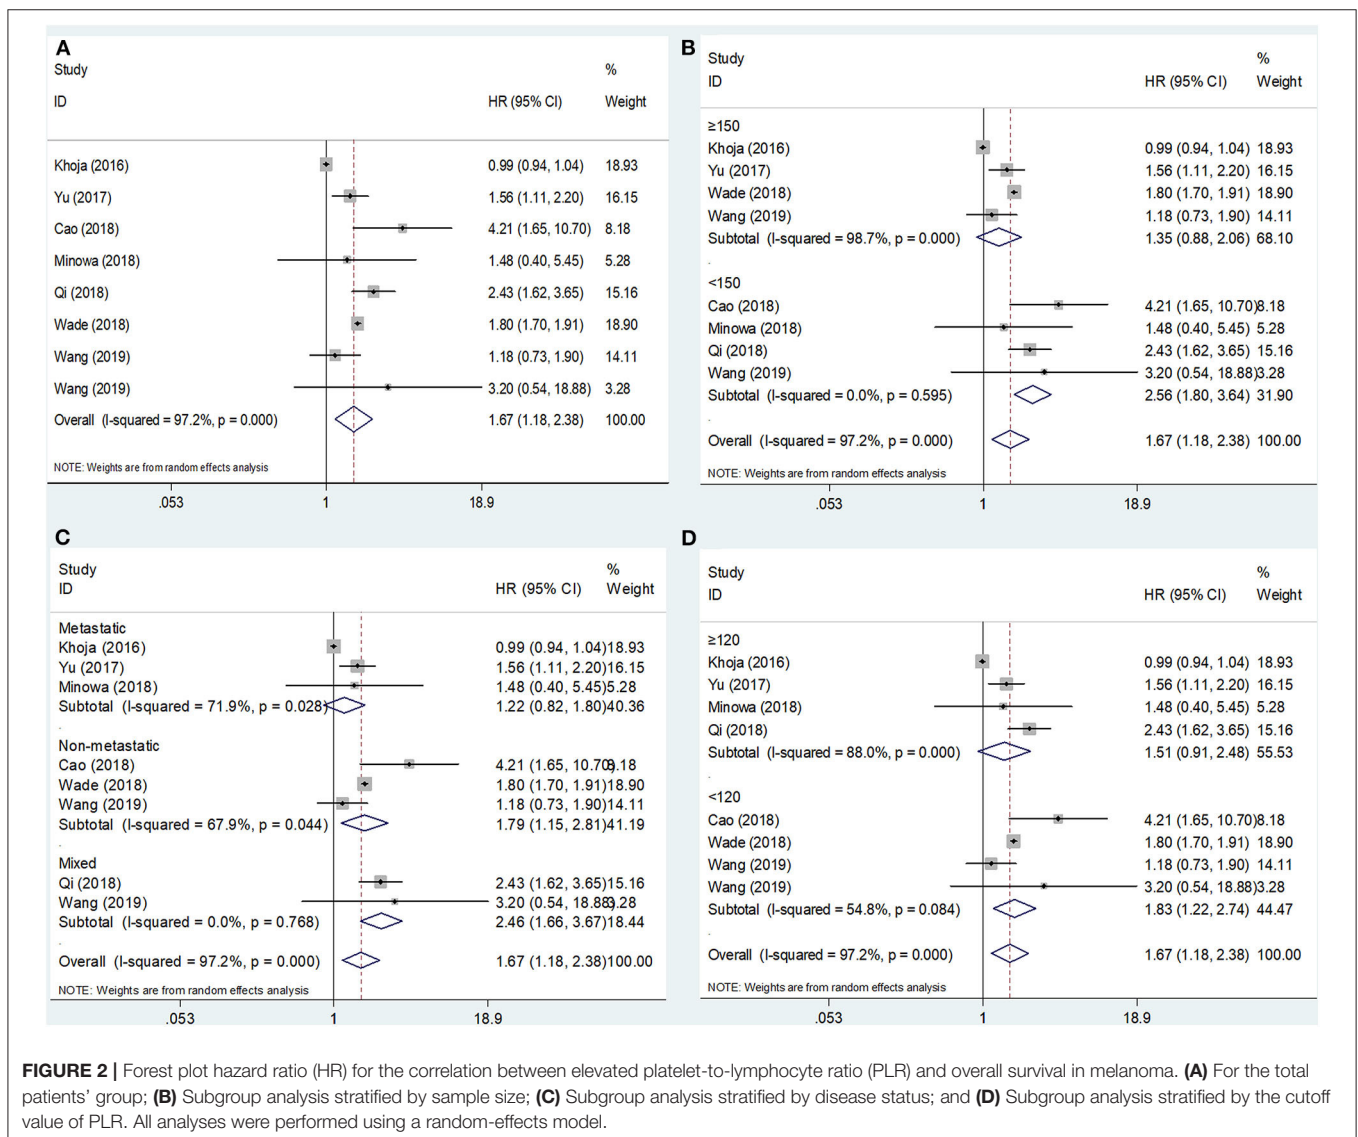 A
Study %
ID HR (95% CI) Weight
Khoja (2016) 0.99 (0.94, 1.04) 18.93
Yu (2017) 1.56 (1.11, 2.20) 16.15
Cao (2018) 4.21 (1.65, 10.70) 8.18
Minowa (2018) 1.48 (0.40, 5.45) 5.28
Qi (2018) 2.43 (1.62, 3.65) 15.16
Wade (2018) 1.80 (1.70, 1.91) 18.90
Wang (2019) 1.18 (0.73, 1.90) 14.11
Wang (2019) 3.20 (0.54, 18.88) 3.28
Overall (I-squared = 97.2%, p = 0.000) 1.67 (1.18, 2.38) 100.00
NOTE: Weights are from random effects analysis
.053 1 18.9
B
Study %
ID HR (95% CI) Weight
≥150
Khoja (2016) 0.99 (0.94, 1.04) 18.93
Yu (2017) 1.56 (1.11, 2.20) 16.15
Wade (2018) 1.80 (1.70, 1.91) 18.90
Wang (2019) 1.18 (0.73, 1.90) 14.11
Subtotal (I-squared = 98.7%, p = 0.000) 1.35 (0.88, 2.06) 68.10
.
<150
Cao (2018) 4.21 (1.65, 10.70)8.18
Minowa (2018) 1.48 (0.40, 5.45) 5.28
Qi (2018) 2.43 (1.62, 3.65) 15.16
Wang (2019) 3.20 (0.54, 18.88)3.28
Subtotal (I-squared = 0.0%, p = 0.595) 2.56 (1.80, 3.64) 31.90
.
Overall (I-squared = 97.2%, p = 0.000) 1.67 (1.18, 2.38) 100.00
NOTE: Weights are from random effects analysis
.053 1 18.9
C
Study %
ID HR (95% CI) Weight
Metastatic
Khoja (2016) 0.99 (0.94, 1.04)18.93
Yu (2017) 1.56 (1.11, 2.20)16.15
Minowa (2018) 1.48 (0.40, 5.45)5.28
Subtotal (I-squared = 71.9%, p = 0.028) 1.22 (0.82, 1.80)40.36
.
Non-metastatic
Cao (2018) 4.21 (1.65, 10.70)8.18
Wade (2018) 1.80 (1.70, 1.91)18.90
Wang (2019) 1.18 (0.73, 1.90)14.11
Subtotal (I-squared = 67.9%, p = 0.044) 1.79 (1.15, 2.81)41.19
.
Mixed
Qi (2018) 2.43 (1.62, 3.65)15.16
Wang (2019) 3.20 (0.54, 18.88)3.28
Subtotal (I-squared = 0.0%, p = 0.768) 2.46 (1.66, 3.67)18.44
.
Overall (I-squared = 97.2%, p = 0.000) 1.67 (1.18, 2.38)100.00
NOTE: Weights are from random effects analysis
.053 1 18.9
D
Study %
ID HR (95% CI) Weight
≥120
Khoja (2016) 0.99 (0.94, 1.04) 18.93
Yu (2017) 1.56 (1.11, 2.20) 16.15
Minowa (2018) 1.48 (0.40, 5.45) 5.28
Qi (2018) 2.43 (1.62, 3.65) 15.16
Subtotal (I-squared = 88.0%, p = 0.000) 1.51 (0.91, 2.48) 55.53
.
<120
Cao (2018) 4.21 (1.65, 10.70)8.18
Wade (2018) 1.80 (1.70, 1.91) 18.90
Wang (2019) 1.18 (0.73, 1.90) 14.11
Wang (2019) 3.20 (0.54, 18.88)3.28
Subtotal (I-squared = 54.8%, p = 0.084) 1.83 (1.22, 2.74) 44.47
.
Overall (I-squared = 97.2%, p = 0.000) 1.67 (1.18, 2.38) 100.00
NOTE: Weights are from random effects analysis
.053 1 18.9
FIGURE 2 | Forest plot hazard ratio (HR) for the correlation between elevated platelet-to-lymphocyte ratio (PLR) and overall survival in melanoma. (A) For the total
patients' group; (B) Subgroup analysis stratified by sample size; (C) Subgroup analysis stratified by disease status; and (D) Subgroup analysis stratified by the cutoff
value of PLR. All analyses were performed using a random-effects model.